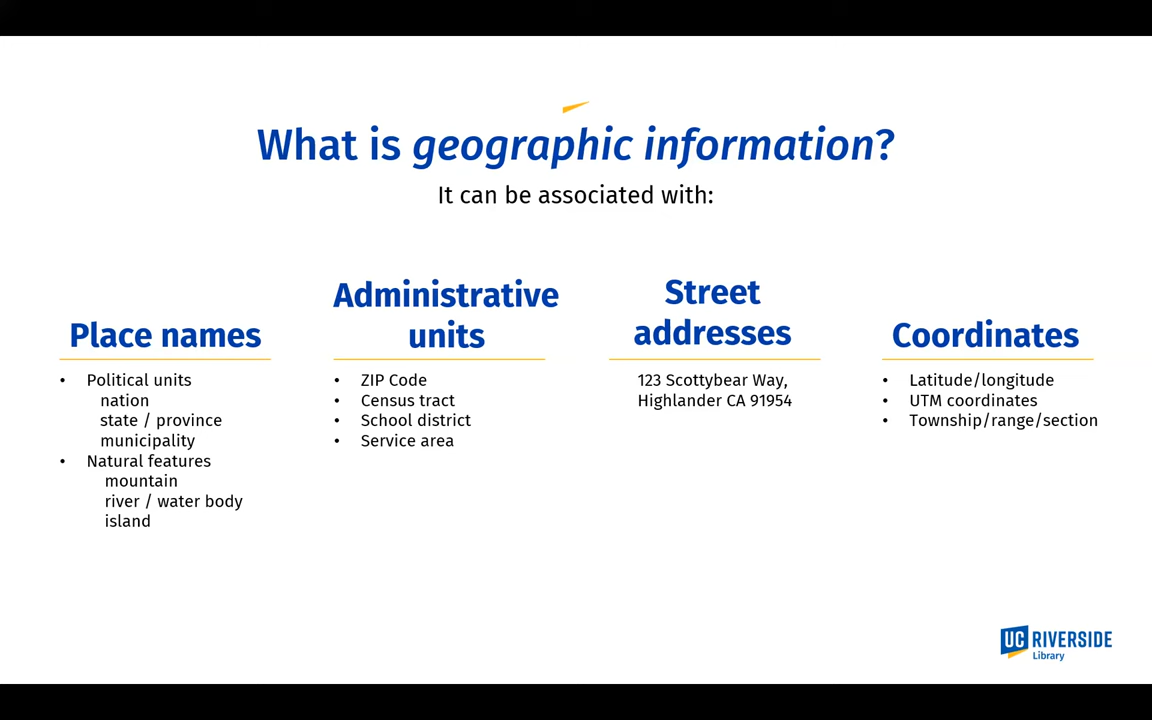 What is geographic information?
It can be associated with:
Place names
• Political units
nation
state / province
municipality
• Natural features
mountain
river / water body
island
Administrative
units
• ZIP Code
• Census tract
• School district
• Service area
Street
addresses
123 Scottybear Way,
Highlander CA 91954
Coordinates
• Latitude/longitude
• UTM coordinates
• Township/range/section
UC RIVERSIDE
Library